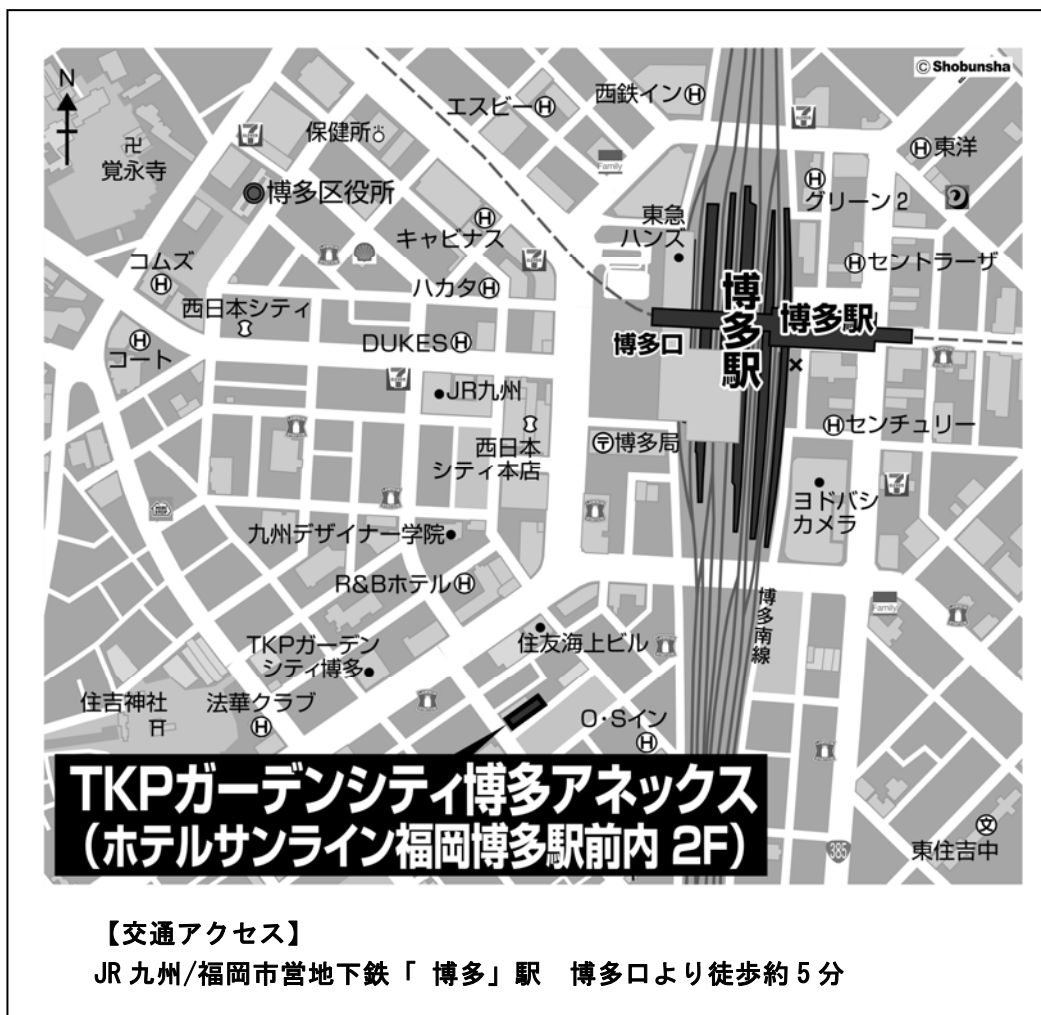 © Shobunsha
N
エスビーⒽ
西鉄インⒽ
保健所
卍
覚永寺
Ⓗ東洋
Family
Ⓗ
グリーン2
◎博多区役所
Ⓗ
キャビナス
東急
ハンズ
コムズ
Ⓗ
ハカタⒽ
Ⓗセントラーザ
西日本シティ
博多駅
博多駅
Ⓗ
コート
DUKESⒽ
博多口
JR九州
Ⓗセンチュリー
西日本
シティ本店
〒博多局
ヨドバシ
カメラ
九州デザイナー学院
R&BホテルⒽ
博多南線
Family
TKPガーデン
シティ博多
住友海上ビル
住吉神社
法華クラブ
Ⓗ
O・Sイン
Ⓗ
TKPガーデンシティ博多アネックス
(ホテルサンライン福岡博多駅前内 2F)
385
文
東住吉中
【交通アクセス】
JR九州/福岡市営地下鉄「 博多」駅 博多口より徒歩約5分